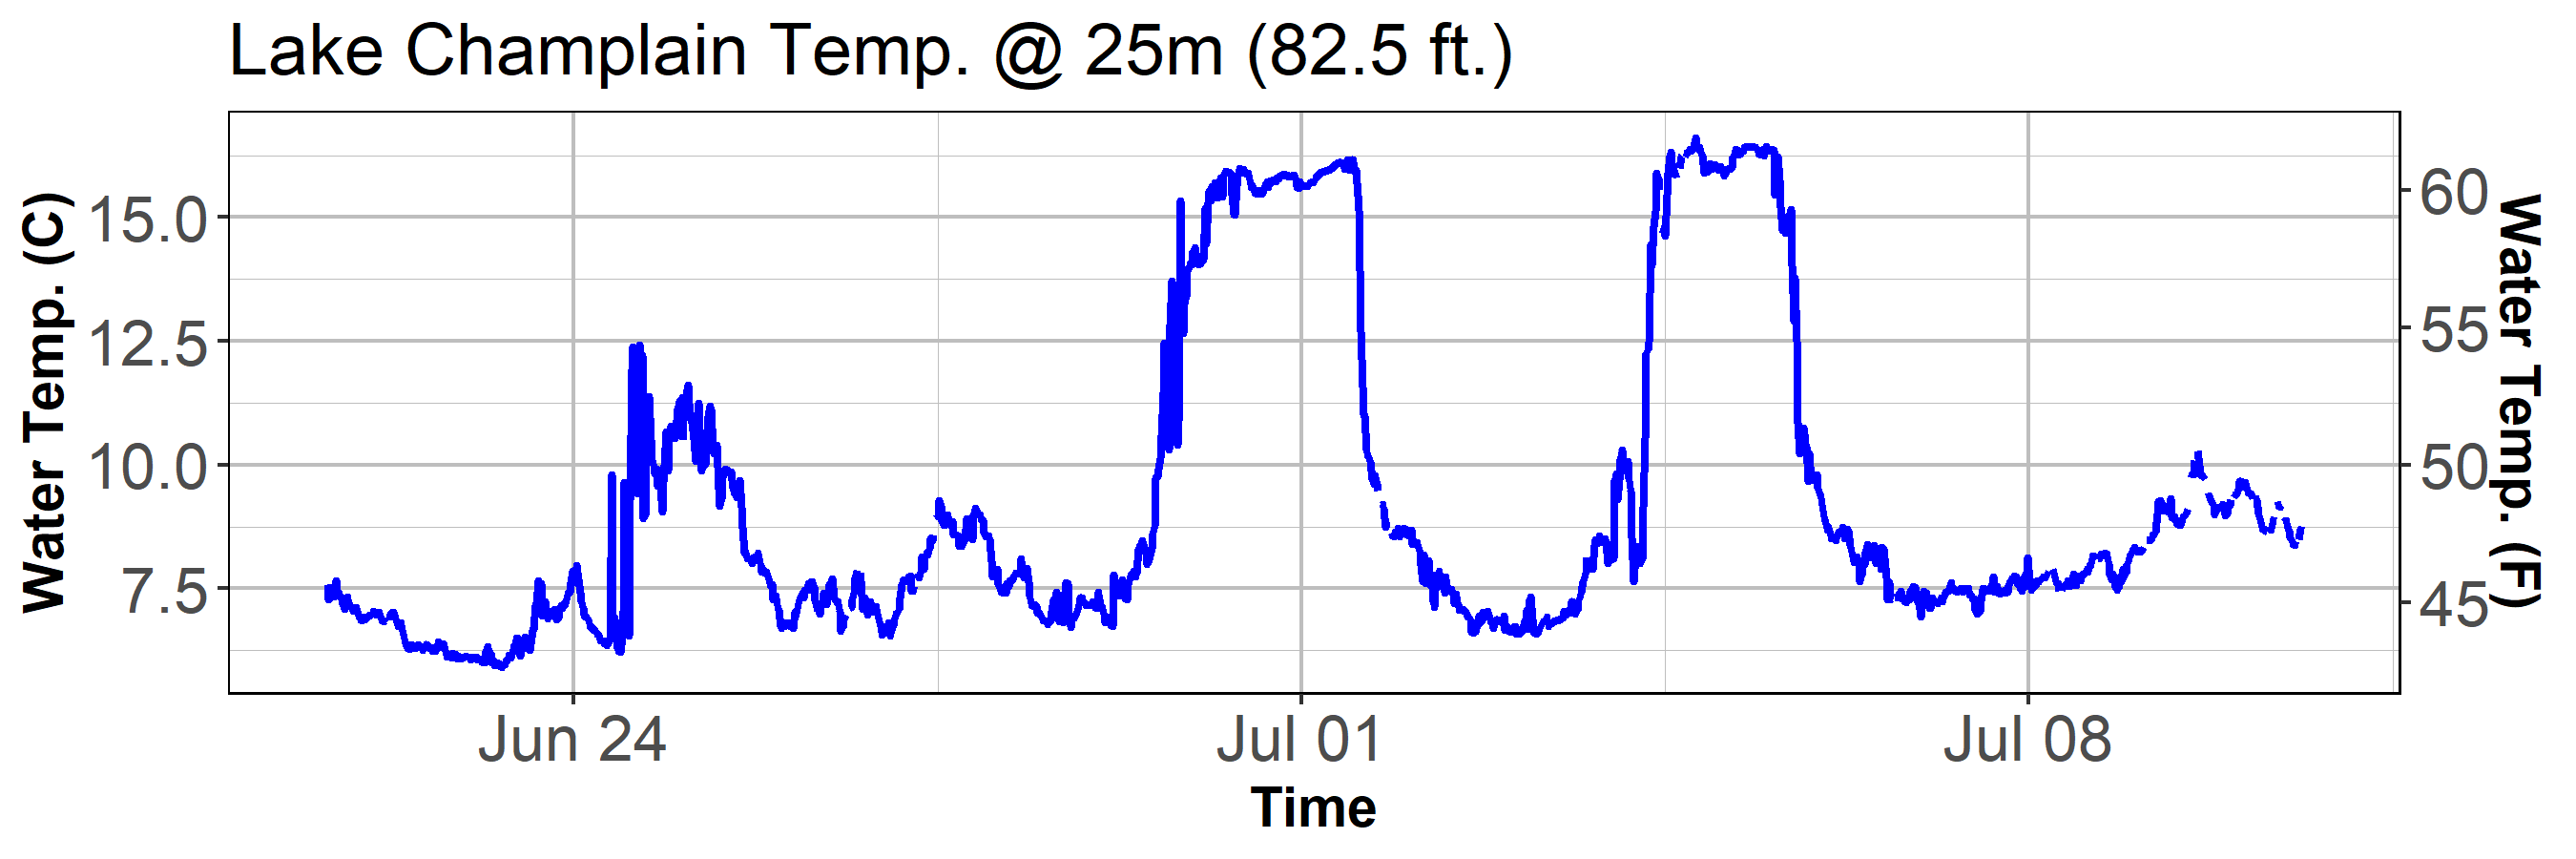 Lake Champlain Temp. @ 25m (82.5 ft.)
Water Temp. (C)
15.0
12.5
10.0
7.5
60
55
50
45
Water Temp. (F)
Jun 24
Jul 01
Jul 08
Time